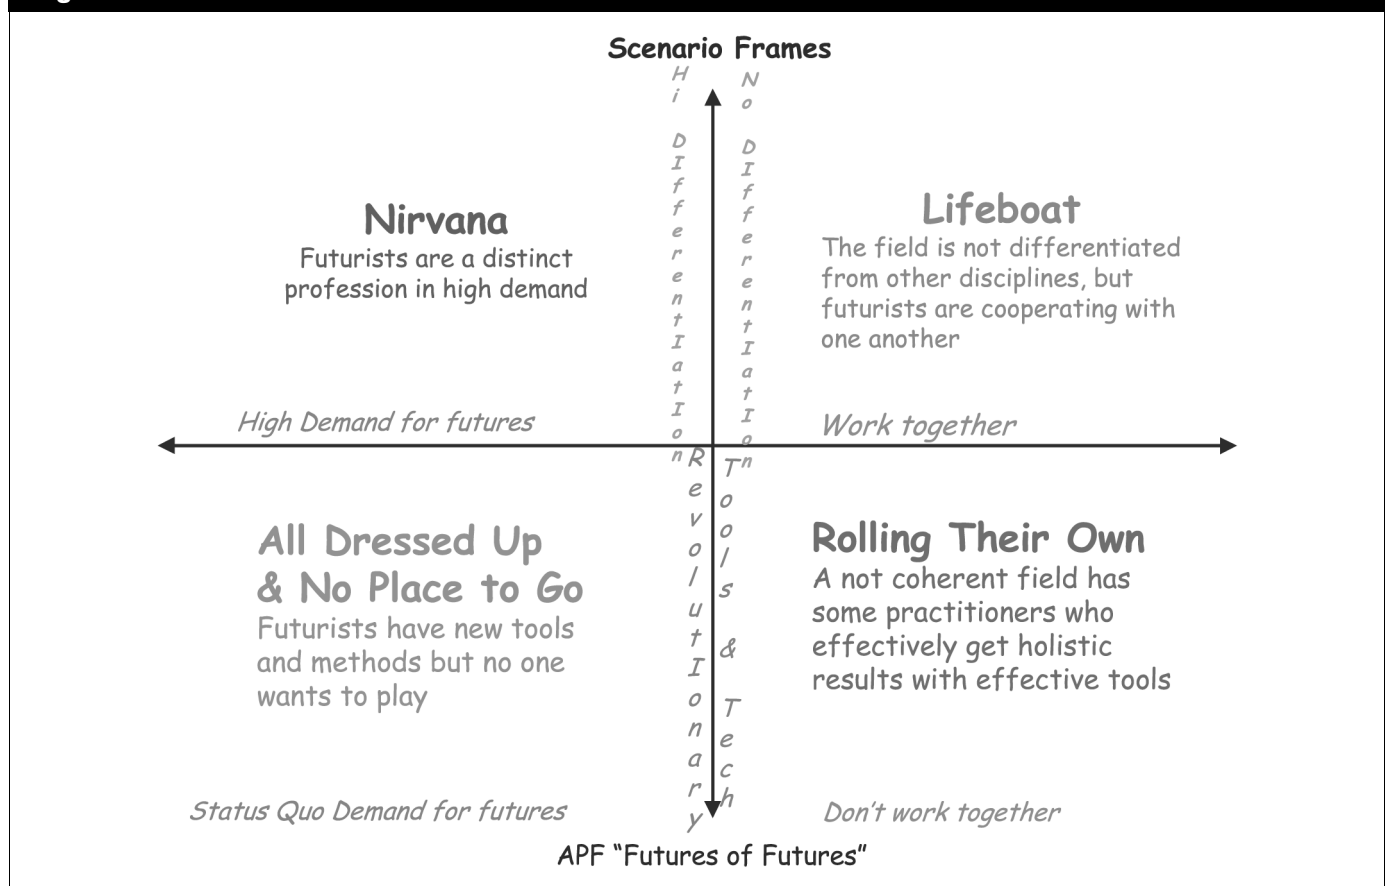 Scenario Frames
Hi DIfferentIatIon
No DIfferentIatIon
Nirvana
Futurists are a distinct
profession in high demand
Lifeboat
The field is not differentiated
from other disciplines, but
futurists are cooperating with
one another
High Demand for futures
Work together
RevolutIonary
Tools & Tech
All Dressed Up
& No Place to Go
Futurists have new tools
and methods but no one
wants to play
Rolling Their Own
A not coherent field has
some practitioners who
effectively get holistic
results with effective tools
Status Quo Demand for futures
Don't work together
APF “Futures of Futures”